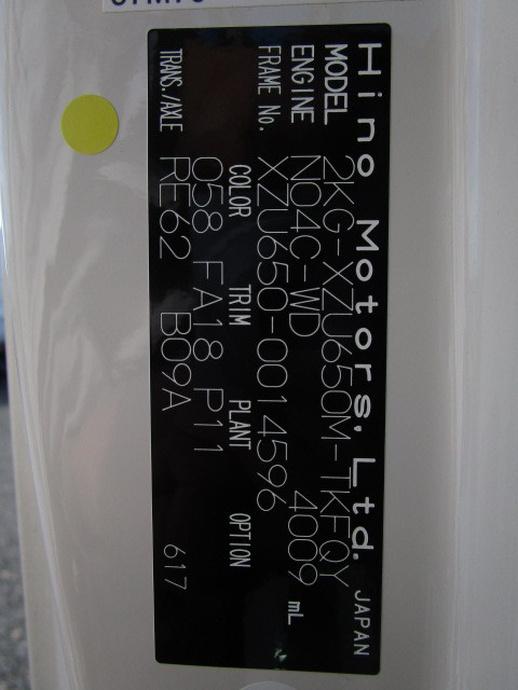 Hino Motors, Ltd. JAPAN
MODEL 2KG-XZU650M-TKFQY
ENGINE N04C-WD 4009 mL
FRAME No. XZU650-0014596
COLOR TRIM PLANT OPTION
058 FA18 P11
TRANS./AXLE RE62 B09A 617